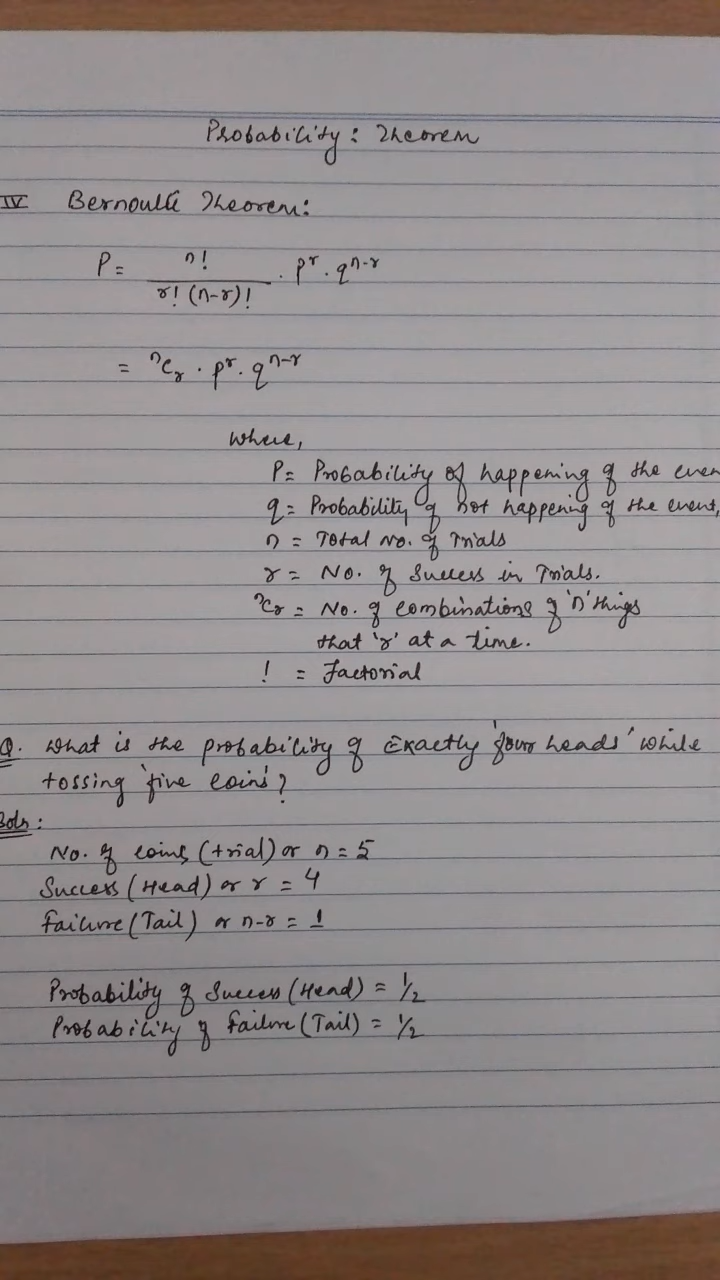 Probability: Theorem
IV Bernoulli Theorem:
P = n! / r! (n-r)! . p^r . q^n-r
= ⁿCᵣ . p^r . q^n-r
where,
P = Probability of happening of the even
q = Probability of not happening of the event,
n = Total No. of Trials
r = No. of Success in Trials.
ⁿCᵣ = No. of combinations of 'n' things
that 'r' at a time.
! = Factorial
Q. What is the probability of Exactly 'four heads' while
tossing 'five coins'?
Soln:
No. of coins (trial) or n = 5
Success (Head) or r = 4
Failure (Tail) or n-r = 1
Probability of Success (Head) = 1/2
Probability of Failure (Tail) = 1/2